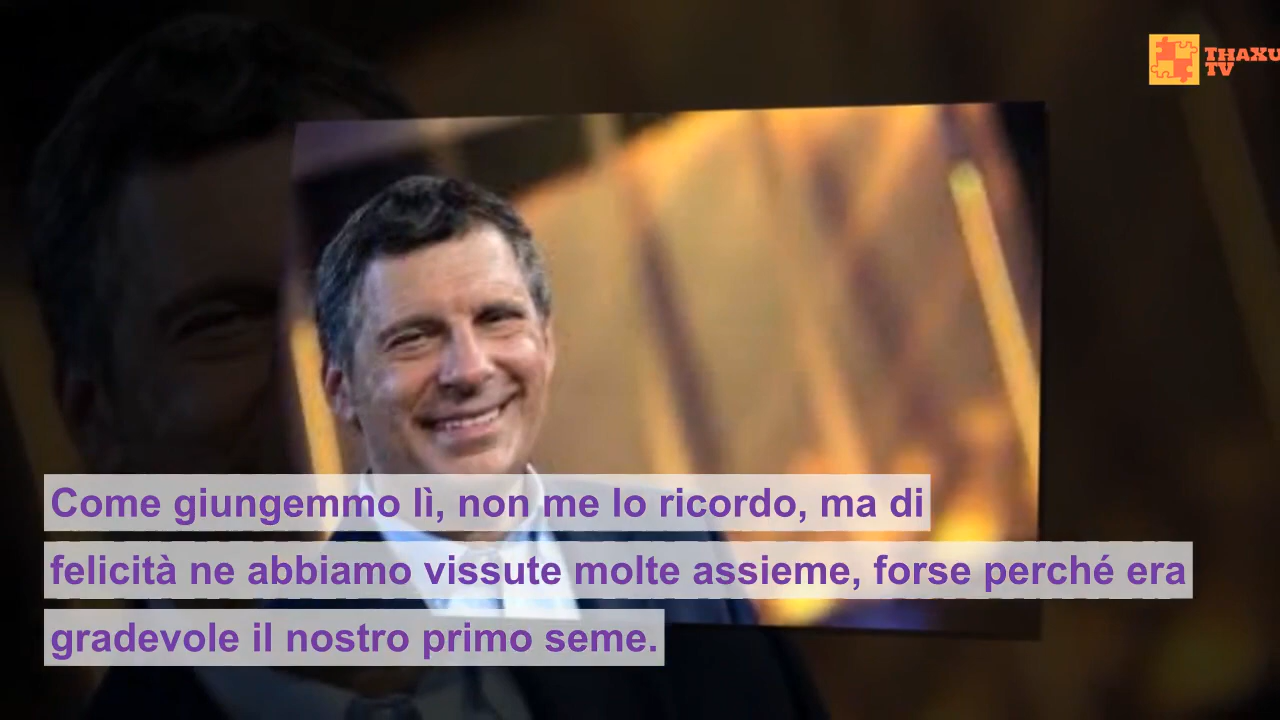 THAXU
TV
Come giungemmo lì, non me lo ricordo, ma di
felicità ne abbiamo vissute molte assieme, forse perché era
gradevole il nostro primo seme.